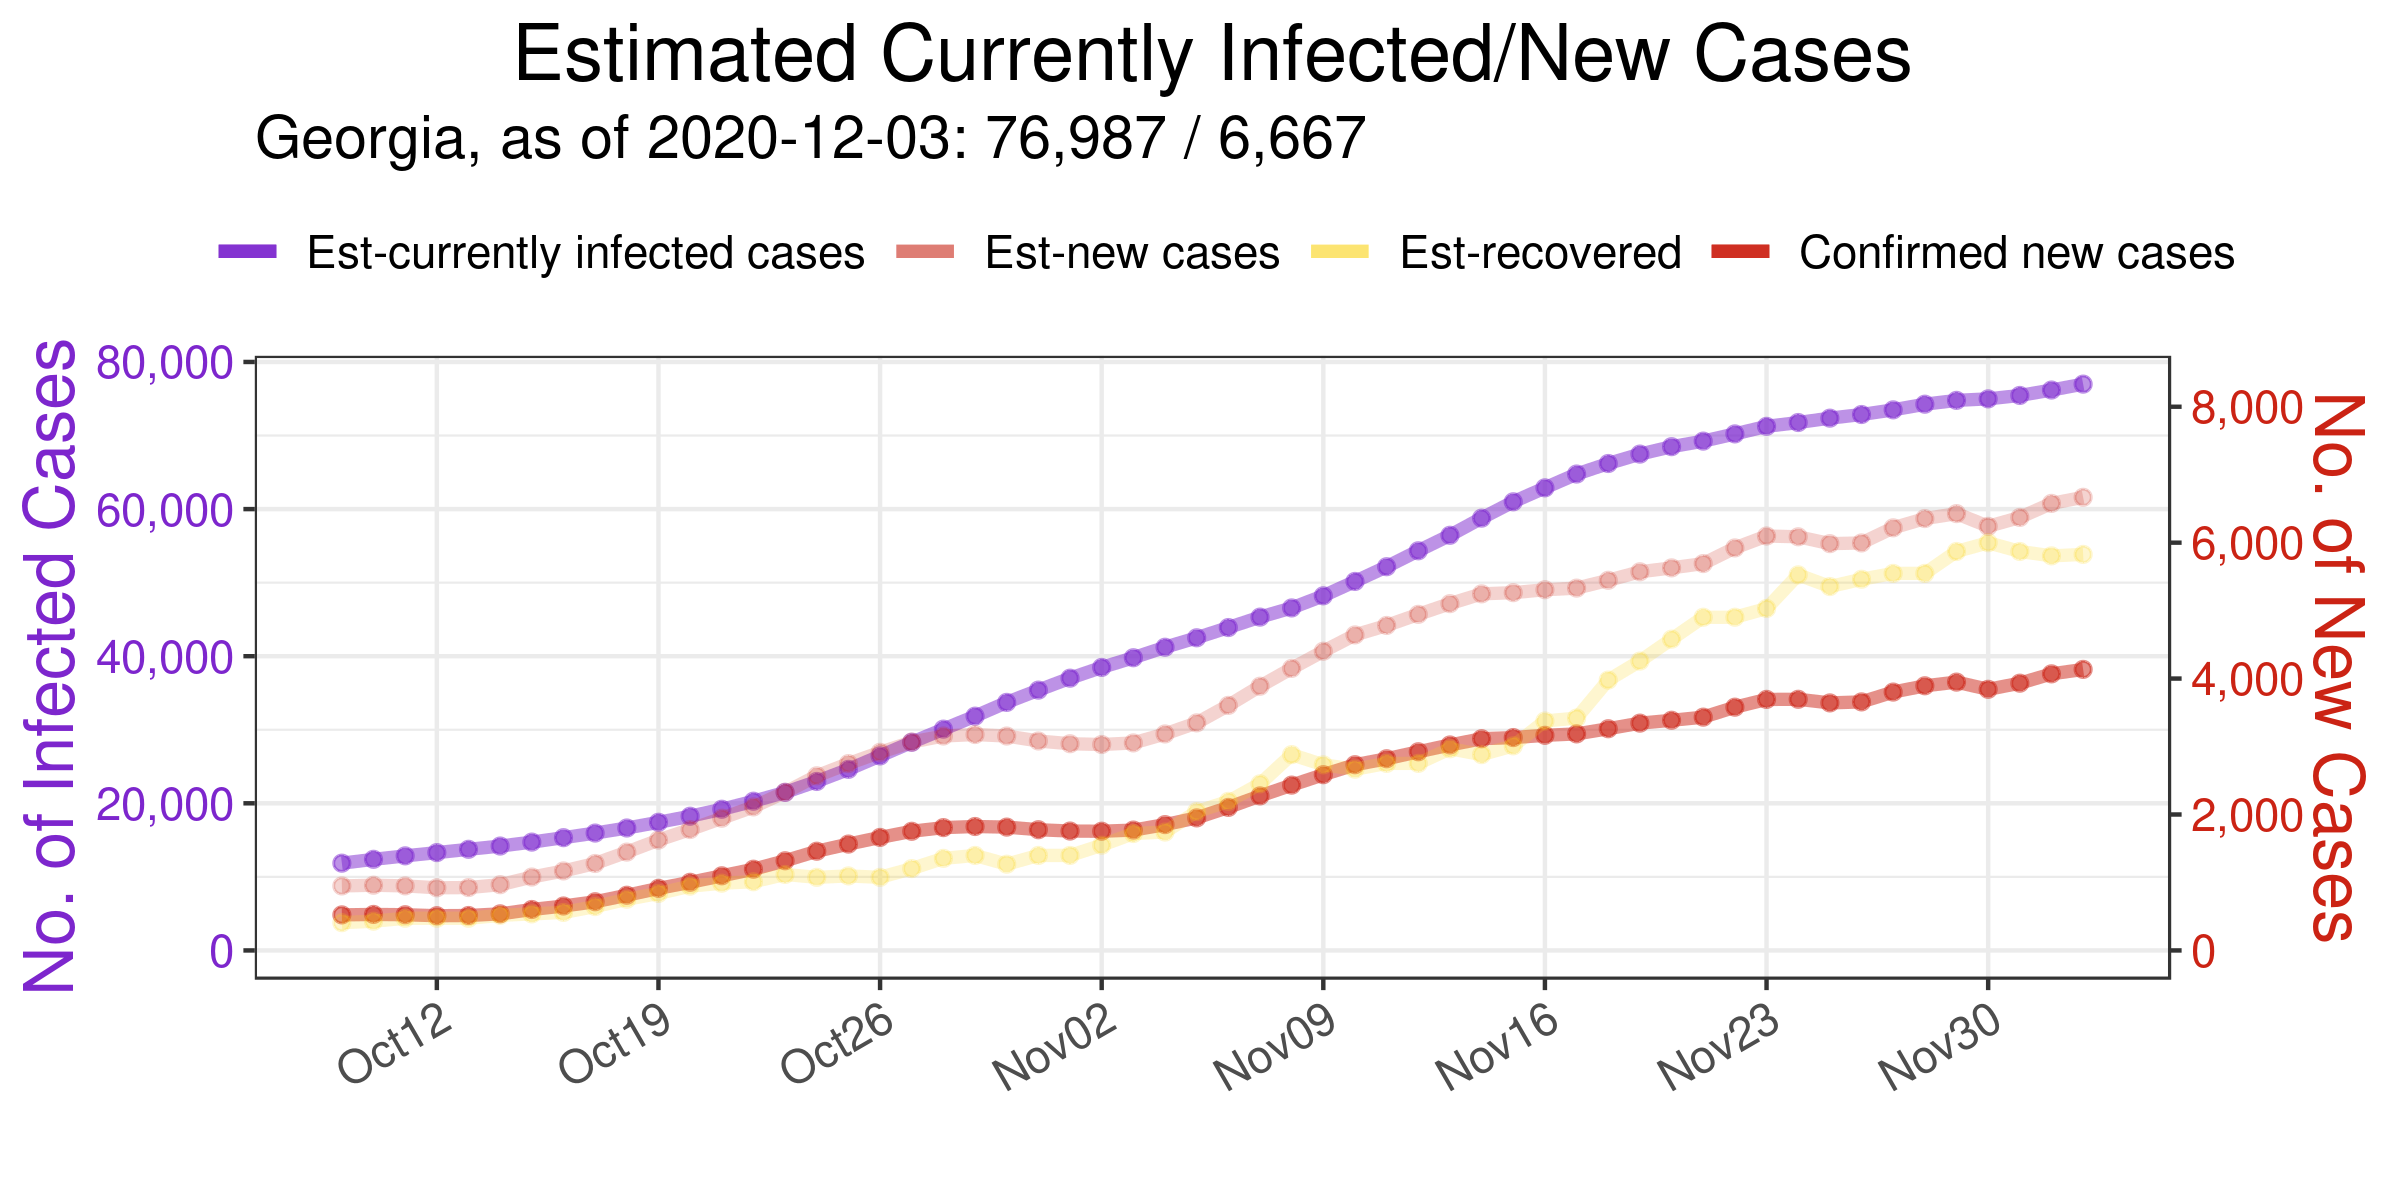 Estimated Currently Infected/New Cases
Georgia, as of 2020-12-03: 76,987 / 6,667
Est-currently infected cases Est-new cases Est-recovered Confirmed new cases
No. of Infected Cases
80,000
60,000
40,000
20,000
0
8,000
6,000
4,000
2,000
0
No. of New Cases
Oct12 Oct19 Oct26 Nov02 Nov09 Nov16 Nov23 Nov30